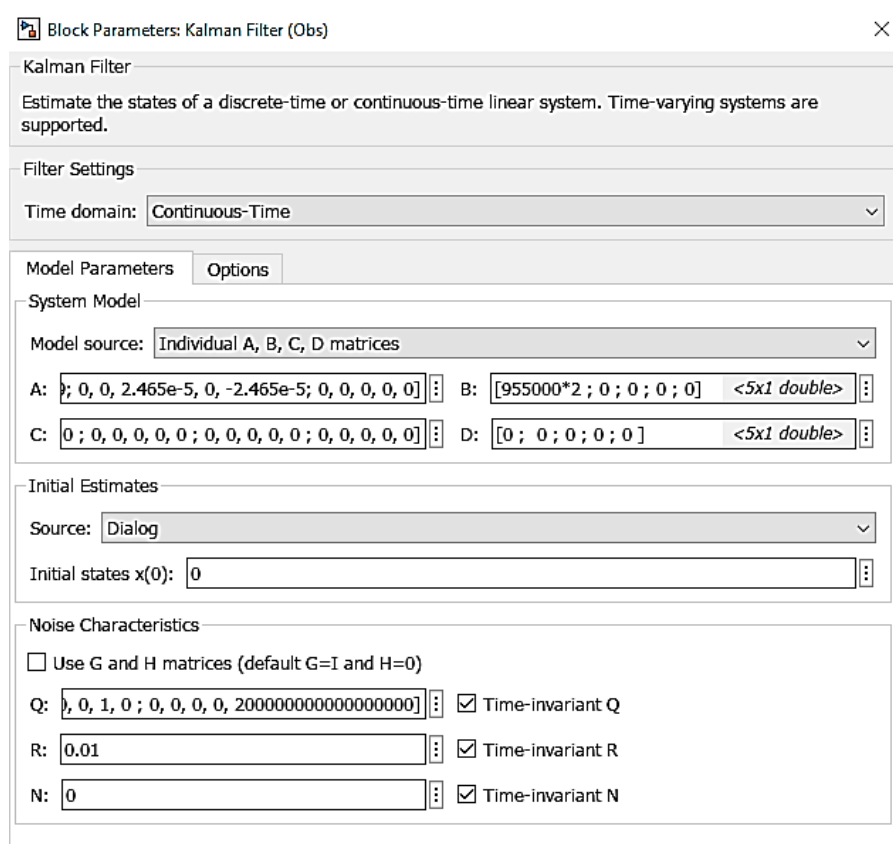 Block Parameters: Kalman Filter (Obs)
Kalman Filter
Estimate the states of a discrete-time or continuous-time linear system. Time-varying systems are
supported.
Filter Settings
Time domain: Continuous-Time
Model Parameters Options
System Model
Model source: Individual A, B, C, D matrices
A: ; 0, 0, 2.465e-5, 0, -2.465e-5; 0, 0, 0, 0, 0] B: [955000*2 ; 0 ; 0 ; 0 ; 0] <5x1 double>
C: 0 ; 0, 0, 0, 0, 0 ; 0, 0, 0, 0, 0 ; 0, 0, 0, 0, 0] D: [0 ; 0 ; 0 ; 0 ; 0 ] <5x1 double>
Initial Estimates
Source: Dialog
Initial states x(0): 0
Noise Characteristics
Use G and H matrices (default G=I and H=0)
Q: , 0, 1, 0 ; 0, 0, 0, 0, 200000000000000000] Time-invariant Q
R: 0.01 Time-invariant R
N: 0 Time-invariant N